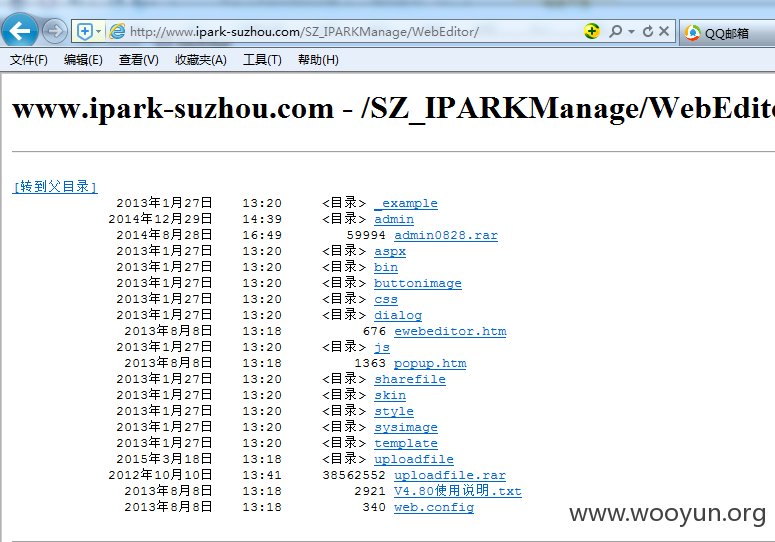 http://www.ipark-suzhou.com/SZ_IPARKManage/WebEditor/ QQ邮箱
文件(F) 编辑(E) 查看(V) 收藏夹(A) 工具(T) 帮助(H)
www.ipark-suzhou.com - /SZ_IPARKManage/WebEdito
[转到父目录]
2013年1月27日 13:20 <目录> _example
2014年12月29日 14:39 <目录> admin
2014年8月28日 16:49 59994 admin0828.rar
2013年1月27日 13:20 <目录> aspx
2013年1月27日 13:20 <目录> bin
2013年1月27日 13:20 <目录> buttonimage
2013年1月27日 13:20 <目录> css
2013年1月27日 13:20 <目录> dialog
2013年8月8日 13:18 676 ewebeditor.htm
2013年1月27日 13:20 <目录> js
2013年8月8日 13:18 1363 popup.htm
2013年1月27日 13:20 <目录> sharefile
2013年1月27日 13:20 <目录> skin
2013年1月27日 13:20 <目录> style
2013年1月27日 13:20 <目录> sysimage
2013年1月27日 13:20 <目录> template
2015年3月18日 13:18 <目录> uploadfile
2012年10月10日 13:41 38562552 uploadfile.rar
2013年8月8日 13:18 2921 V4.80使用说明.txt
2013年8月8日 13:18 340 web.config
www.wooyun.org